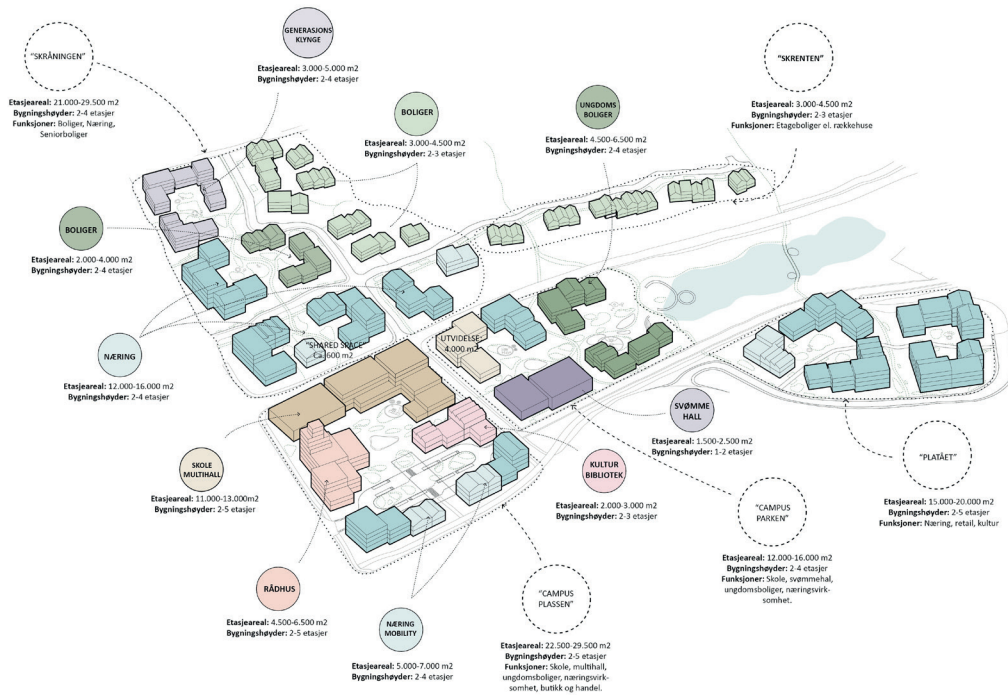 "SKRÅNINGEN"
Etasjeareal: 21.000-29.500 m2
Bygningshøyder: 2-4 etasjer
Funksjoner: Boliger, Næring,
Seniorboliger
GENERASJONS
KLYNGE
Etasjeareal: 3.000-5.000 m2
Bygningshøyder: 2-4 etasjer
BOLIGER
Etasjeareal: 3.000-4.500 m2
Bygningshøyder: 2-3 etasjer
UNGDOMS
BOLIGER
Etasjeareal: 4.500-6.500 m2
Bygningshøyder: 2-4 etasjer
"SKRENTEN"
Etasjeareal: 3.000-4.500 m2
Bygningshøyder: 2-3 etasjer
Funksjoner: Etageboliger el. rækkehuse
BOLIGER
Etasjeareal: 2.000-4.000 m2
Bygningshøyder: 2-4 etasjer
NÆRING
Etasjeareal: 12.000-16.000 m2
Bygningshøyder: 2-4 etasjer
"SHARED SPACE"
Ca. 600 m2
UTVIDELSE:
4.000 m2
SKOLE
MULTIHALL
Etasjeareal: 11.000-13.000m2
Bygningshøyder: 2-5 etasjer
SVØMME
HALL
Etasjeareal: 1.500-2.500 m2
Bygningshøyder: 1-2 etasjer
KULTUR
BIBLIOTEK
Etasjeareal: 2.000-3.000 m2
Bygningshøyder: 2-3 etasjer
"PLATÅET"
Etasjeareal: 15.000-20.000 m2
Bygningshøyder: 2-5 etasjer
Funksjoner: Næring, retail, kultur
"CAMPUS
PARKEN"
Etasjeareal: 12.000-16.000 m2
Bygningshøyder: 2-4 etasjer
Funksjoner: Skole, svømmehal,
ungdomsboliger, næringsvirk-
somhet.
RÅDHUS
Etasjeareal: 4.500-6.500 m2
Bygningshøyder: 2-5 etasjer
NÆRING
MOBILITY
Etasjeareal: 5.000-7.000 m2
Bygningshøyder: 2-4 etasjer
"CAMPUS
PLASSEN"
Etasjeareal: 22.500-29.500 m2
Bygningshøyder: 2-5 etasjer
Funksjoner: Skole, multihall,
ungdomsboliger, næringsvirk-
somhet, butikk og handel.